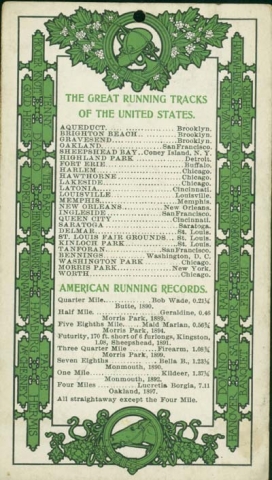 THE GREAT RUNNING TRACKS
OF THE UNITED STATES.
AQUEDUCT........Brooklyn.
BRIGHTON BEACH........Brooklyn.
GRAVESEND........Brooklyn.
OAKLAND........San Francisco.
SHEEPSHEAD BAY..Coney Island, N. Y.
HIGHLAND PARK........Detroit.
FORT ERIE........Buffalo.
HARLEM........Chicago.
HAWTHORNE........Chicago.
LAKESIDE........Chicago.
LATONIA........Cincinnati.
LOUISVILLE........Louisville.
MEMPHIS........Memphis.
NEW ORLEANS........New Orleans.
INGLESIDE........San Francisco.
QUEEN CITY........Cincinnati.
SARATOGA........Saratoga.
DELMAR........St. Louis.
ST. LOUIS FAIR GROUNDS...St. Louis.
KINLOCH PARK........St. Louis.
TANFORAN........San Francisco.
BENNINGS........Washington, D. C.
WASHINGTON PARK........Chicago.
MORRIS PARK........New York.
WORTH........Chicago.
AMERICAN RUNNING RECORDS.
Quarter Mile........Bob Wade, 0.21¼
Butte, 1890.
Half Mile........Geraldine, 0.46
Morris Park, 1889.
Five Eighths Mile....Maid Marian, 0.56¾
Morris Park, 1894.
Futurity, 170 ft. short of 6 furlongs, Kingston,
1.08, Sheepshead, 1891.
Three Quarter Mile........Firearm, 1.08¾
Morris Park, 1899.
Seven Eighths........Bella B., 1.23½
Monmouth, 1890.
One Mile........Kildeer, 1.37½
Monmouth, 1892.
Four Miles........Lucretia Borgia, 7.11
Oakland, 1897.
All straightaway except the Four Mile.